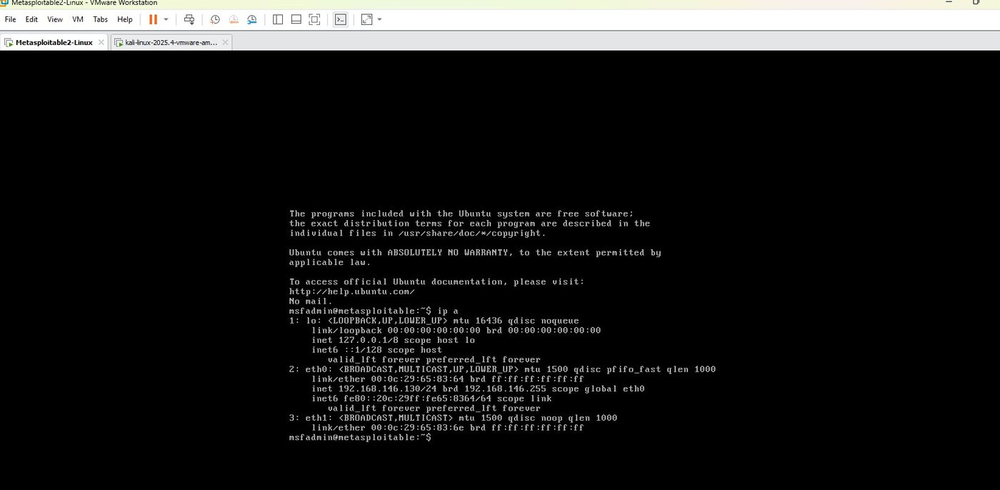 Metasploitable2-Linux - VMware Workstation
File Edit View VM Tabs Help
Metasploitable2-Linux kali-linux-2025.4-vmware-am...
The programs included with the Ubuntu system are free software;
the exact distribution terms for each program are described in the
individual files in /usr/share/doc/*/copyright.
Ubuntu comes with ABSOLUTELY NO WARRANTY, to the extent permitted by
applicable law.
To access official Ubuntu documentation, please visit:
http://help.ubuntu.com/
No mail.
msfadmin@metasploitable:~$ ip a
1: lo: <LOOPBACK,UP,LOWER_UP> mtu 16436 qdisc noqueue
    link/loopback 00:00:00:00:00:00 brd 00:00:00:00:00:00
    inet 127.0.0.1/8 scope host lo
    inet6 ::1/128 scope host
       valid_lft forever preferred_lft forever
2: eth0: <BROADCAST,MULTICAST,UP,LOWER_UP> mtu 1500 qdisc pfifo_fast qlen 1000
    link/ether 00:0c:29:65:83:64 brd ff:ff:ff:ff:ff:ff
    inet 192.168.146.130/24 brd 192.168.146.255 scope global eth0
    inet6 fe80::20c:29ff:fe65:8364/64 scope link
       valid_lft forever preferred_lft forever
3: eth1: <BROADCAST,MULTICAST> mtu 1500 qdisc noop qlen 1000
    link/ether 00:0c:29:65:83:6e brd ff:ff:ff:ff:ff:ff
msfadmin@metasploitable:~$